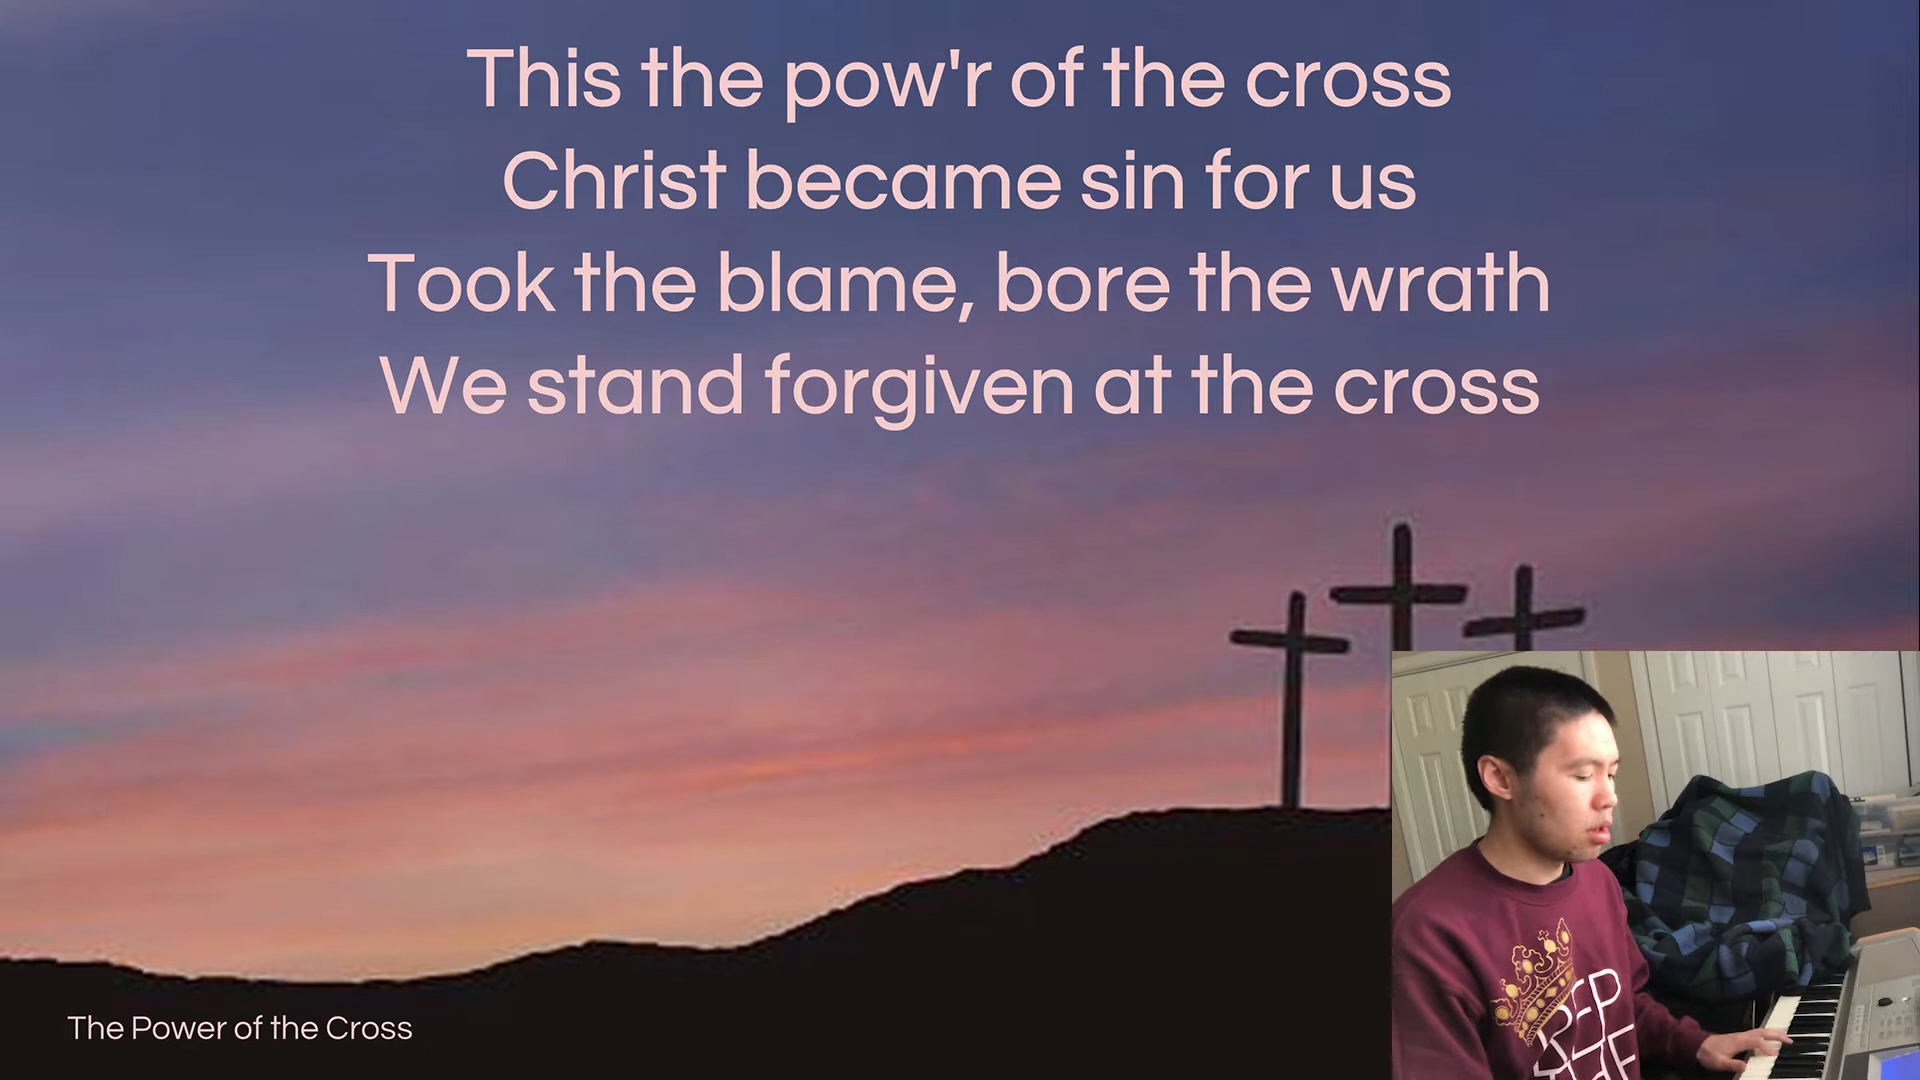 This the pow'r of the cross
Christ became sin for us
Took the blame, bore the wrath
We stand forgiven at the cross
The Power of the Cross